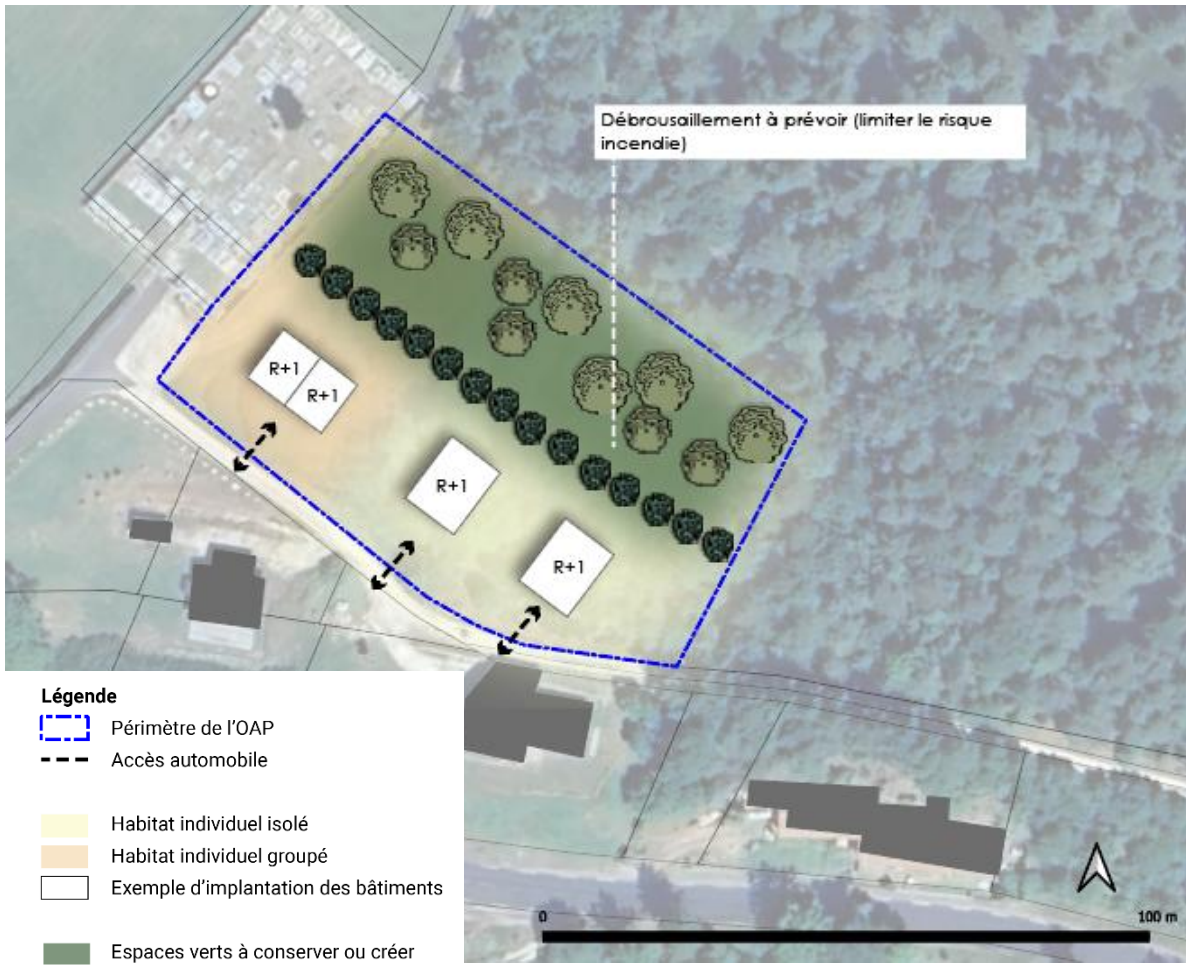 Débrousaillement à prévoir (limiter le risque
incendie)
R+1
R+1
R+1
R+1
Légende
Périmètre de l'OAP
Accès automobile
Habitat individuel isolé
Habitat individuel groupé
Exemple d'implantation des bâtiments
Espaces verts à conserver ou créer
0
100 m